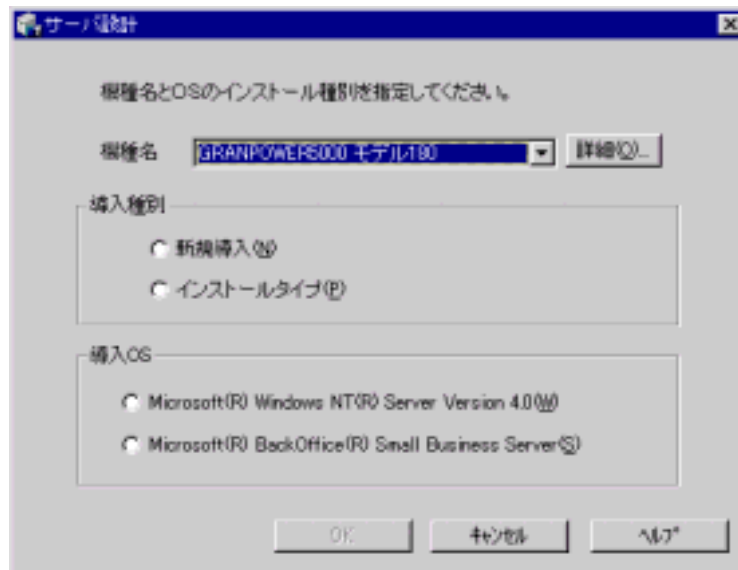 サーバ設計
機種名とOSのインストール種別を指定してください。
機種名 GRANPOWER5000 モデル180 詳細(Q)...
導入種別
新規導入(N)
インストールタイプ(P)
導入OS
Microsoft(R) Windows NT(R) Server Version 4.0(W)
Microsoft(R) BackOffice(R) Small Business Server(S)
OK キャンセル ヘルプ